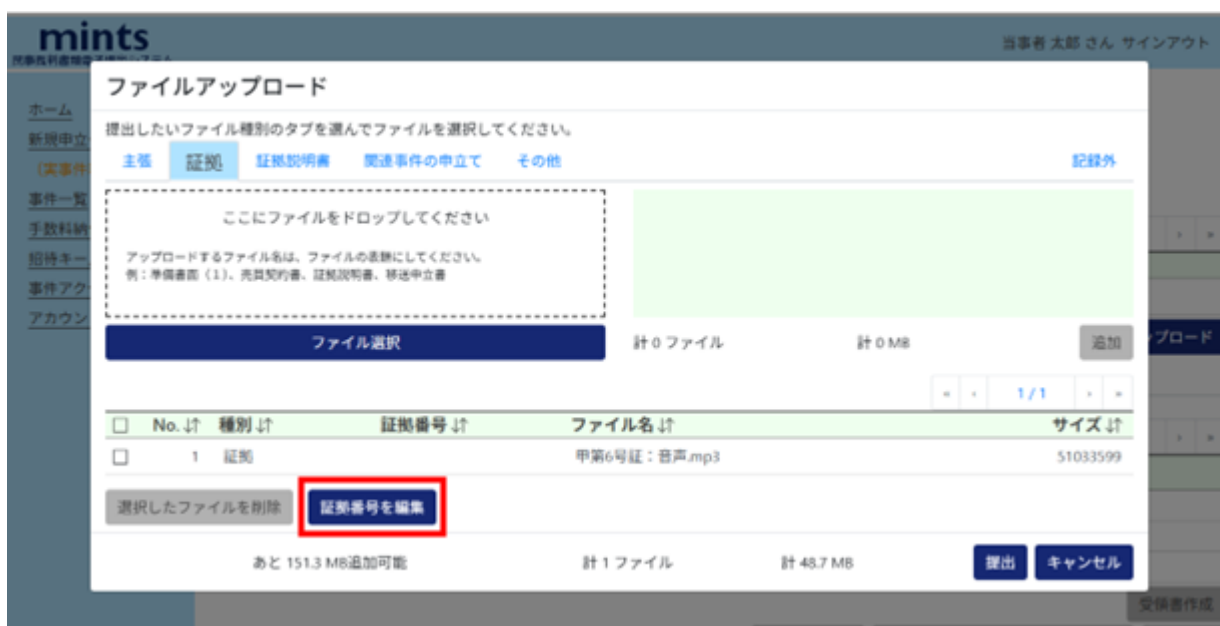 mints
当事者 太郎 さん サインアウト
ファイルアップロード
ホーム
新規申立
(実事件
事件一覧
手数料納
招待キー
事件アク
アカウン
提出したいファイル種別のタブを選んでファイルを選択してください。
主張 証拠 証拠説明書 関連事件の申立て その他 記録外
ここにファイルをドロップしてください
アップロードするファイル名は、ファイルの表題にしてください。
例：準備書面（1）、売買契約書、証拠説明書、移送申立書
ファイル選択 計 0 ファイル 計 0 MB 追加
プロード
« ‹ 1 / 1 › »
No. ↓↑ 種別 ↓↑ 証拠番号 ↓↑ ファイル名 ↓↑ サイズ ↓↑
1 証拠 甲第6号証：音声.mp3 51033599
選択したファイルを削除 証拠番号を編集
あと 151.3 MB追加可能 計 1 ファイル 計 48.7 MB 提出 キャンセル
受領書作成